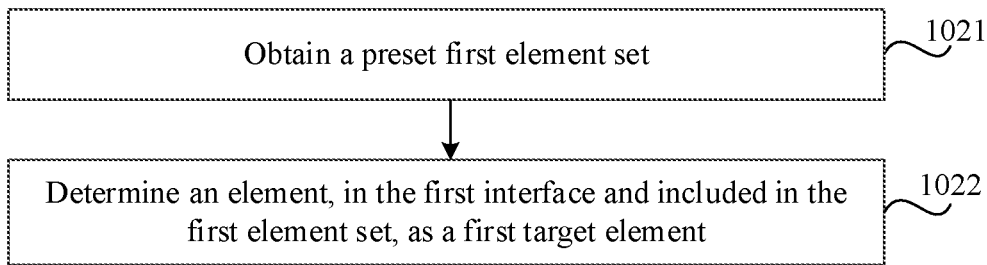 Obtain a preset first element set
1021
Determine an element, in the first interface and included in the
first element set, as a first target element
1022